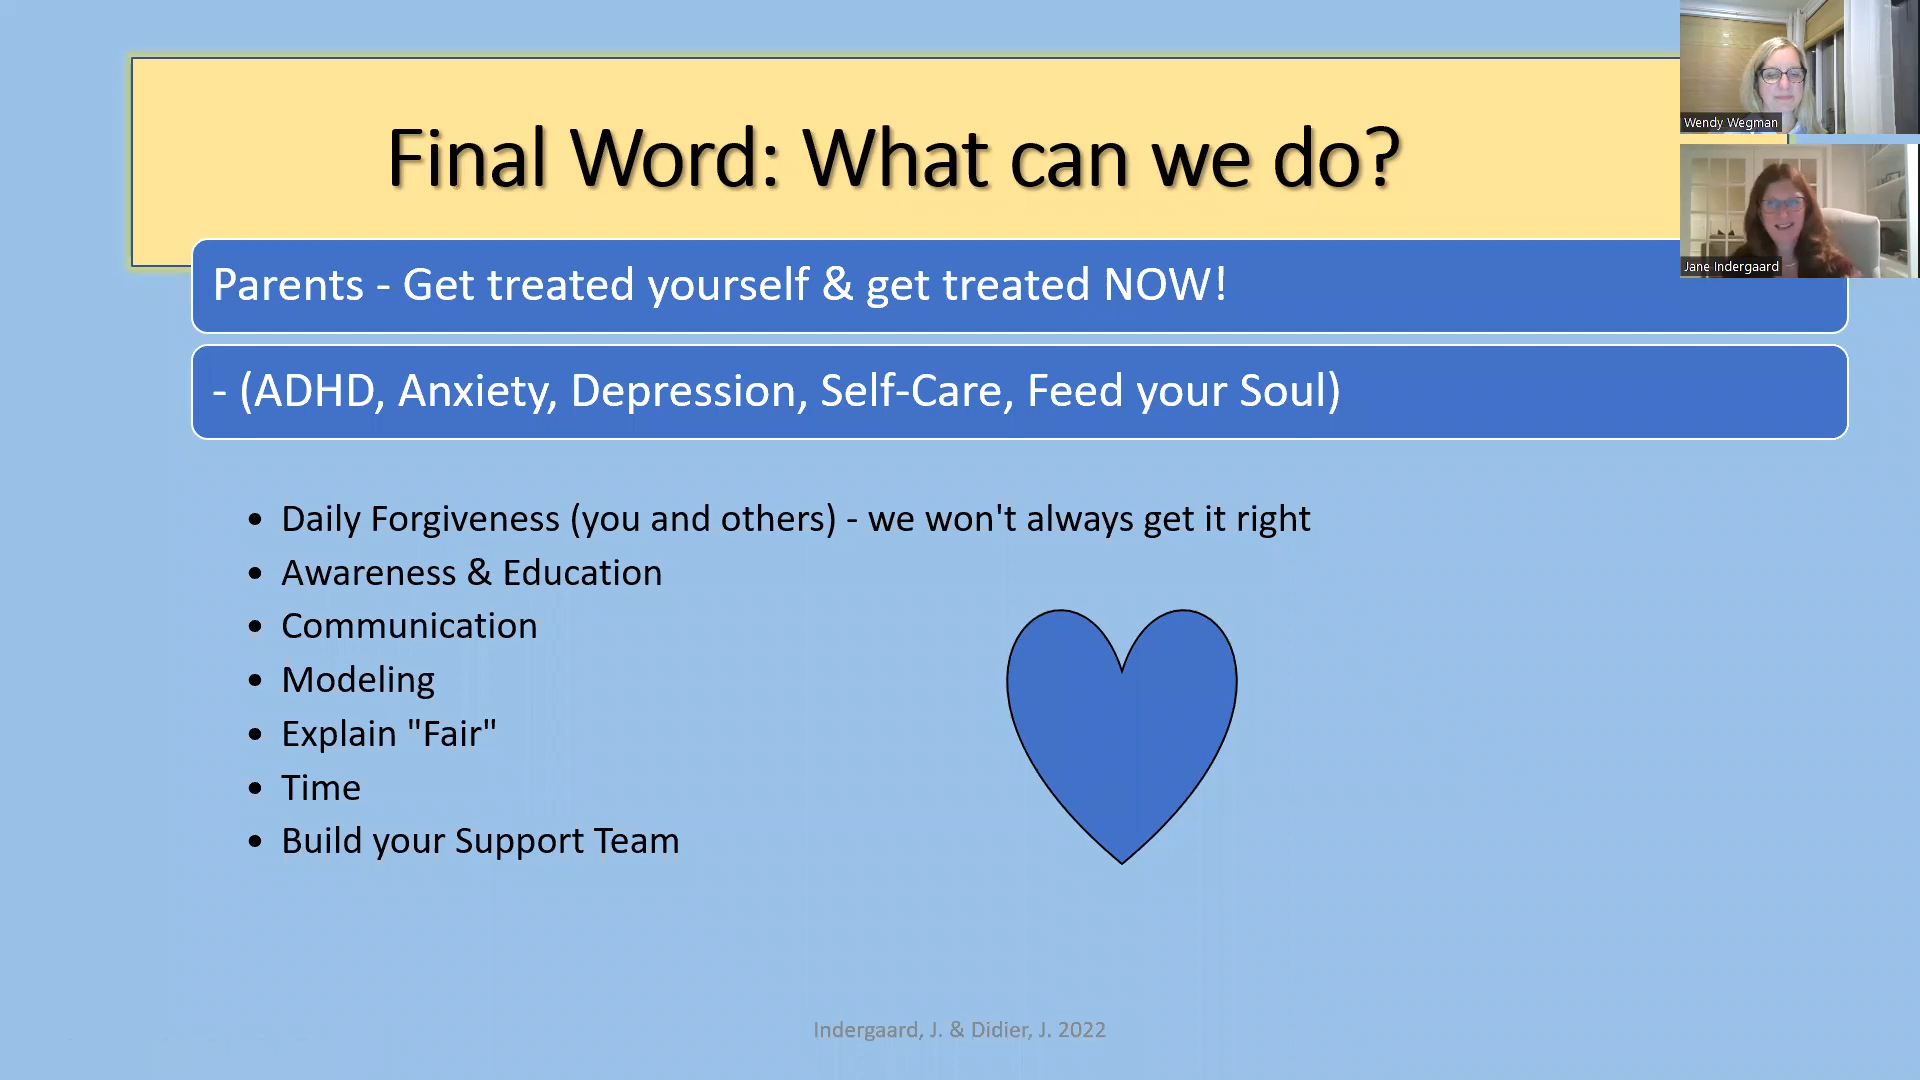 Final Word: What can we do?
Wendy Wegman
Jane Indergaard
Parents - Get treated yourself & get treated NOW!
- (ADHD, Anxiety, Depression, Self-Care, Feed your Soul)
• Daily Forgiveness (you and others) - we won't always get it right
• Awareness & Education
• Communication
• Modeling
• Explain "Fair"
• Time
• Build your Support Team
Indergaard, J. & Didier, J. 2022